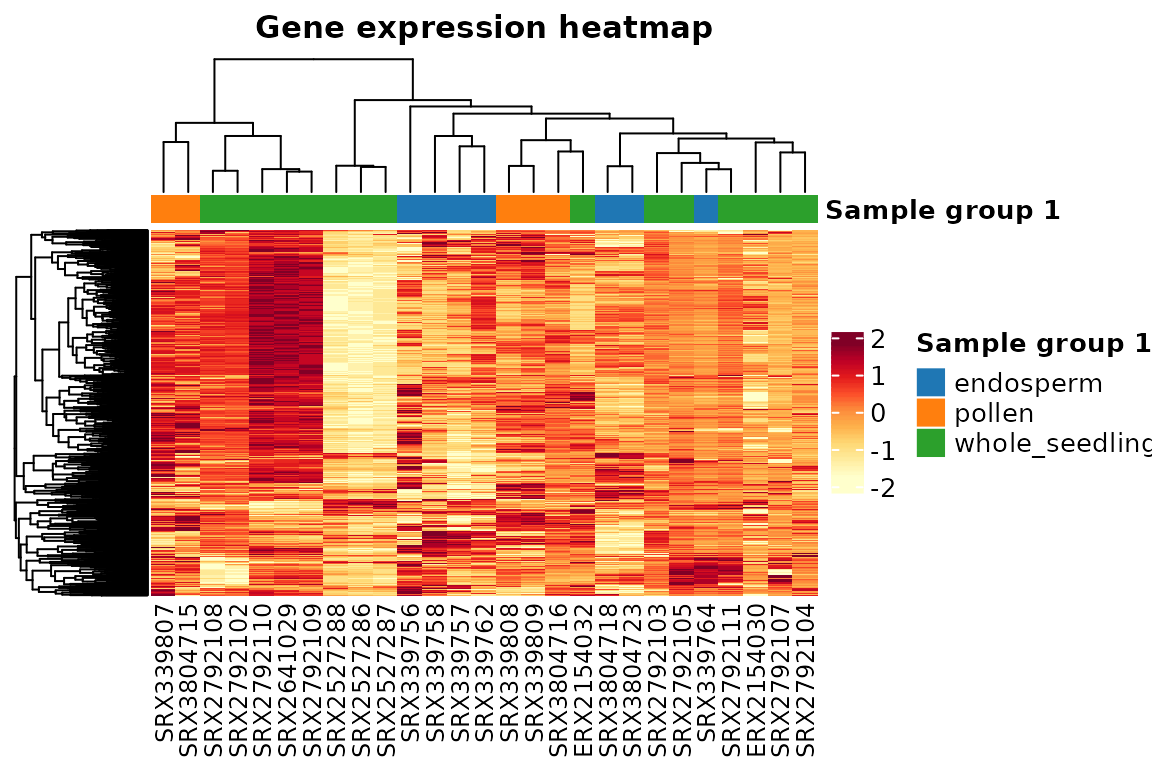 Gene expression heatmap
Sample group 1
2
1
0
-1
-2
Sample group 1
endosperm
pollen
whole_seedling
SRX339807
SRX3804715
SRX2792108
SRX2792102
SRX2792110
SRX2641029
SRX2792109
SRX2527288
SRX2527286
SRX2527287
SRX339756
SRX339758
SRX339757
SRX339762
SRX339808
SRX339809
SRX3804716
ERX2154032
SRX3804718
SRX3804723
SRX2792103
SRX2792105
SRX339764
SRX2792111
ERX2154030
SRX2792107
SRX2792104